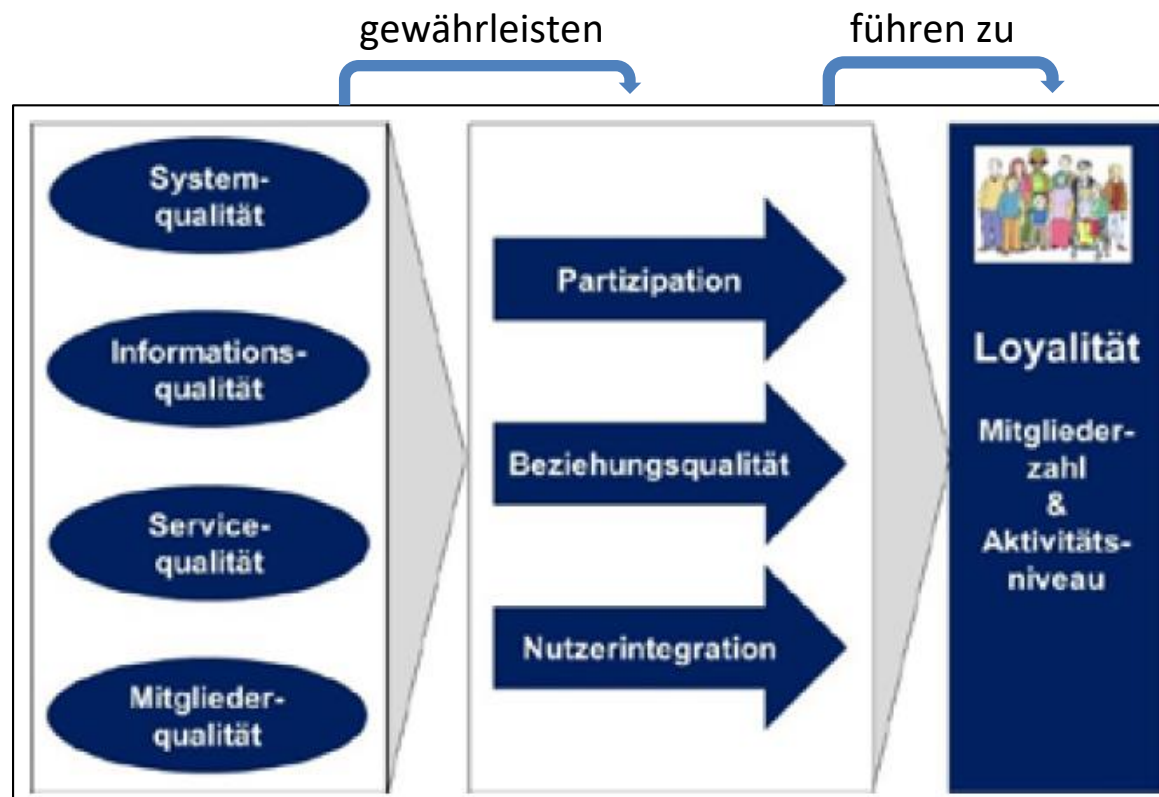 gewährleisten
führen zu
System-
qualität
Informations-
qualität
Service-
qualität
Mitglieder-
qualität
Partizipation
Beziehungsqualität
Nutzerintegration
Loyalität
Mitglieder-
zahl
&
Aktivitäts-
niveau